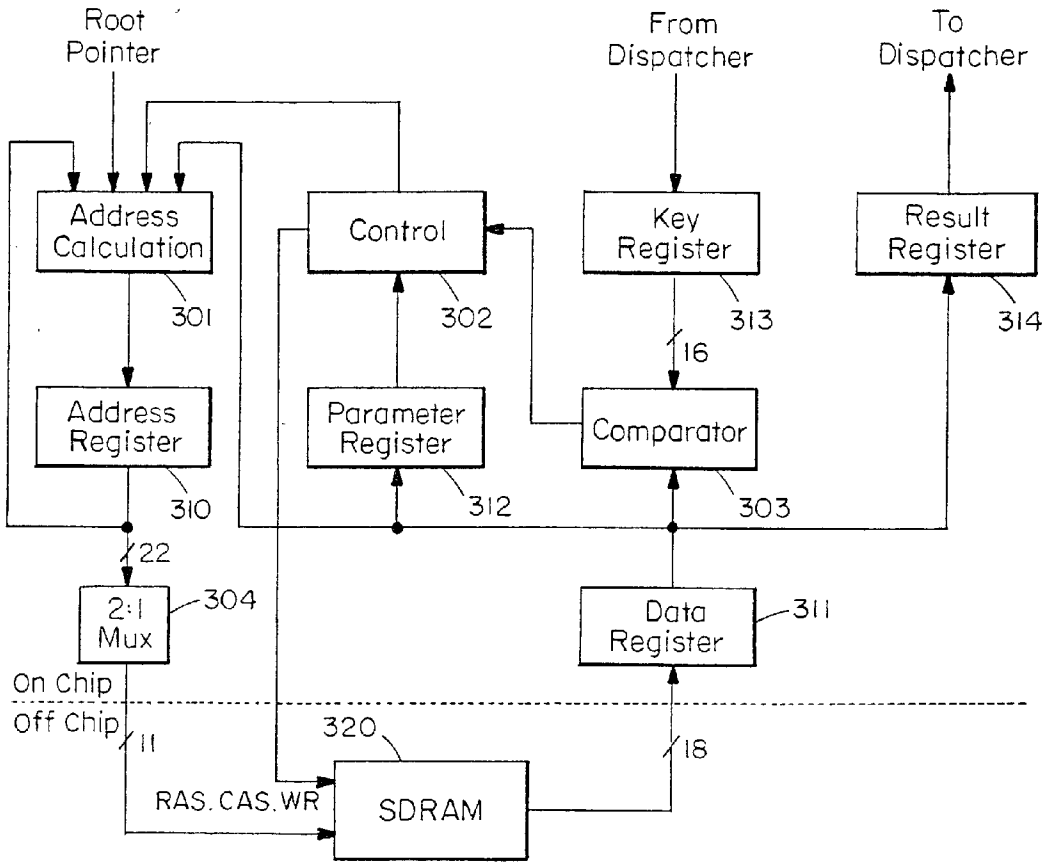 Root
Pointer
From
Dispatcher
To
Dispatcher
Address
Calculation
301
Control
302
Key
Register
313
Result
Register
314
16
Address
Register
310
Parameter
Register
312
Comparator
303
22
2:1
Mux
304
Data
Register
311
On Chip
Off Chip
11
320
18
RAS. CAS. WR
SDRAM